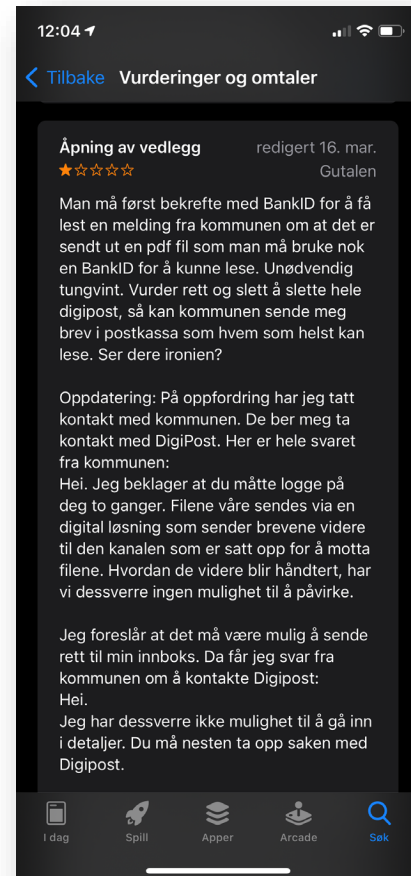 12:04
Tilbake Vurderinger og omtaler
Åpning av vedlegg redigert 16. mar.
Gutalen
Man må først bekrefte med BankID for å få
lest en melding fra kommunen om at det er
sendt ut en pdf fil som man må bruke nok
en BankID for å kunne lese. Unødvendig
tungvint. Vurder rett og slett å slette hele
digipost, så kan kommunen sende meg
brev i postkassa som hvem som helst kan
lese. Ser dere ironien?
Oppdatering: På oppfordring har jeg tatt
kontakt med kommunen. De ber meg ta
kontakt med DigiPost. Her er hele svaret
fra kommunen:
Hei. Jeg beklager at du måtte logge på
deg to ganger. Filene våre sendes via en
digital løsning som sender brevene videre
til den kanalen som er satt opp for å motta
filene. Hvordan de videre blir håndtert, har
vi dessverre ingen mulighet til å påvirke.
Jeg foreslår at det må være mulig å sende
rett til min innboks. Da får jeg svar fra
kommunen om å kontakte Digipost:
Hei.
Jeg har dessverre ikke mulighet til å gå inn
i detaljer. Du må nesten ta opp saken med
Digipost.
I dag Spill Apper Arcade Søk